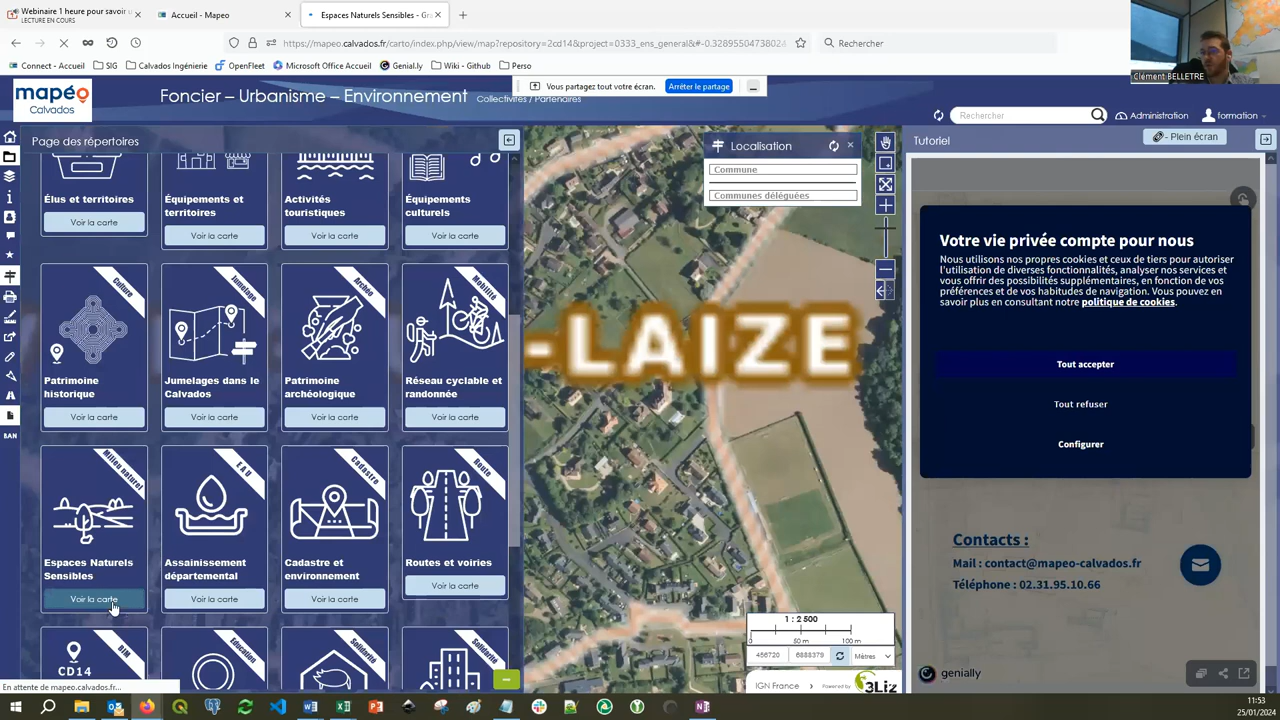 Webinaire 1 heure pour savoir u
LECTURE EN COURS
Accueil - Mapeo
Espaces Naturels Sensibles - Gr
https://mapeo.calvados.fr/carto/index.php/view/map?repository=2cd14&project=0333_ens_general&#-0.3289550473802
Rechercher
Connect - Accueil
SIG
Calvados Ingénierie
OpenFleet
Microsoft Office Accueil
Genial.ly
Wiki - Github
Perso
Clément BELLETRE
Vous partagez tout votre écran.
Arrêter le partage
mapéo
Calvados
Foncier – Urbanisme – Environnement
Collectivités / Partenaires
Rechercher
Administration
formation
Page des répertoires
Localisation
Commune
Communes déléguées
Tutoriel
- Plein écran
Élus et territoires
Voir la carte
Équipements et territoires
Voir la carte
Activités touristiques
Voir la carte
Équipements culturels
Voir la carte
Culture
Patrimoine historique
Voir la carte
Jumelage
Jumelages dans le Calvados
Voir la carte
Archéo
Patrimoine archéologique
Voir la carte
Mobilité
Réseau cyclable et randonnée
Voir la carte
Milieu naturel
Espaces Naturels Sensibles
Voir la carte
EAU
Assainissement départemental
Voir la carte
Cadastre
Cadastre et environnement
Voir la carte
Route
Routes et voiries
Voir la carte
BIM
CD14
Education
Solidarité
Solidarité
BAN
-LAIZE
1 : 2 500
0 50 m 100 m
456720 6888379 Mètres
IGN France
Powered by
3Liz
Votre vie privée compte pour nous
Nous utilisons nos propres cookies et ceux de tiers pour autoriser
l'utilisation de diverses fonctionnalités, analyser nos services et
vous offrir des possibilités supplémentaires, en fonction de vos
préférences et de vos habitudes de navigation. Vous pouvez en
savoir plus en consultant notre politique de cookies.
Tout accepter
Tout refuser
Configurer
Contacts :
Mail : contact@mapeo-calvados.fr
Téléphone : 02.31.95.10.66
genially
En attente de mapeo.calvados.fr...
11:53
25/01/2024